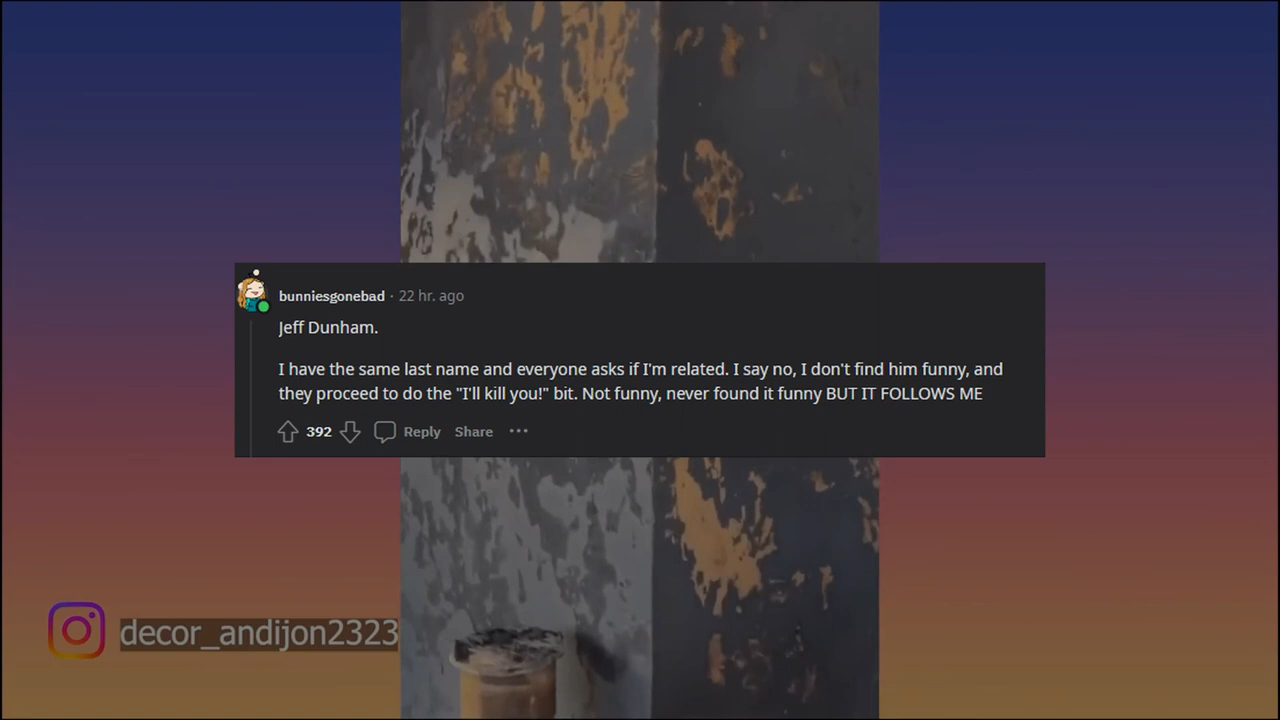 bunniesgonebad · 22 hr. ago
Jeff Dunham.
I have the same last name and everyone asks if I'm related. I say no, I don't find him funny, and
they proceed to do the "I'll kill you!" bit. Not funny, never found it funny BUT IT FOLLOWS ME
392 Reply Share ···
decor_andijon2323